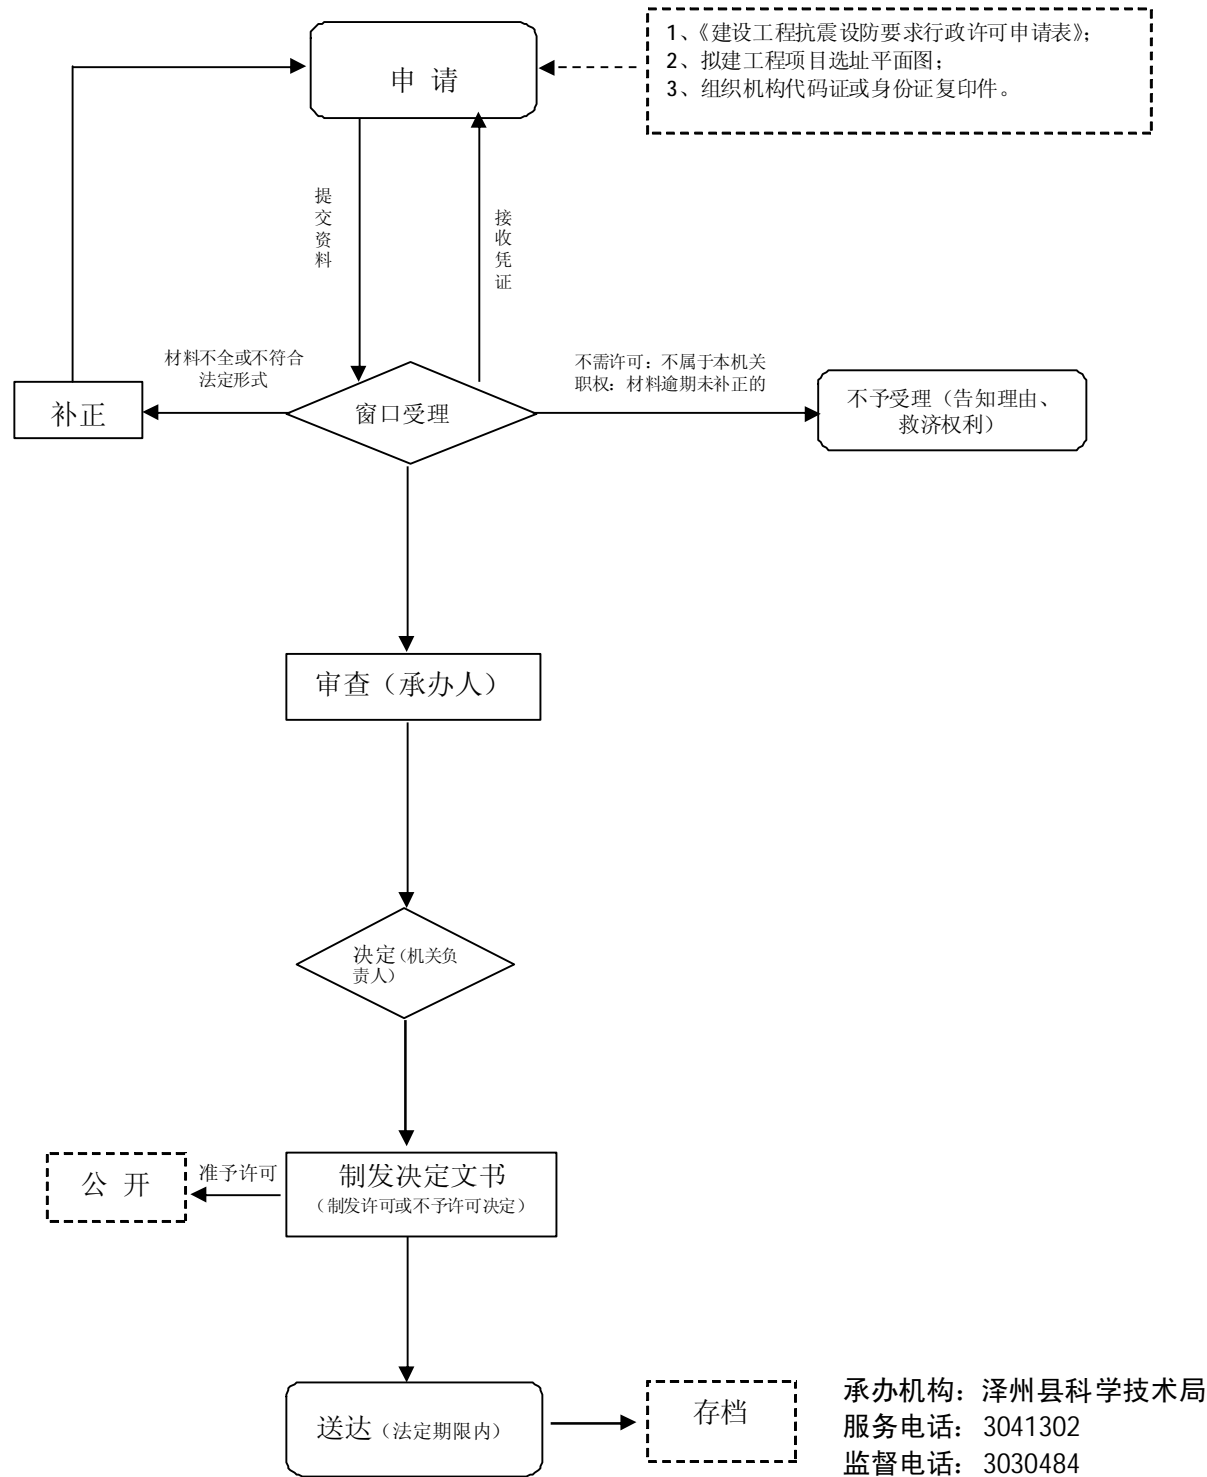 1、《建设工程抗震设防要求行政许可申请表》；
2、拟建工程项目选址平面图；
3、组织机构代码证或身份证复印件。
申 请
提交资料
接收凭证
材料不全或不符合
法定形式
不需许可：不属于本机关
职权：材料逾期未补正的
补正
窗口受理
不予受理（告知理由、
救济权利）
审查（承办人）
决定（机关负
责人）
公 开
准予许可
制发决定文书
（制发许可或不予许可决定）
送达（法定期限内）
存档
承办机构：泽州县科学技术局
服务电话：3041302
监督电话：3030484